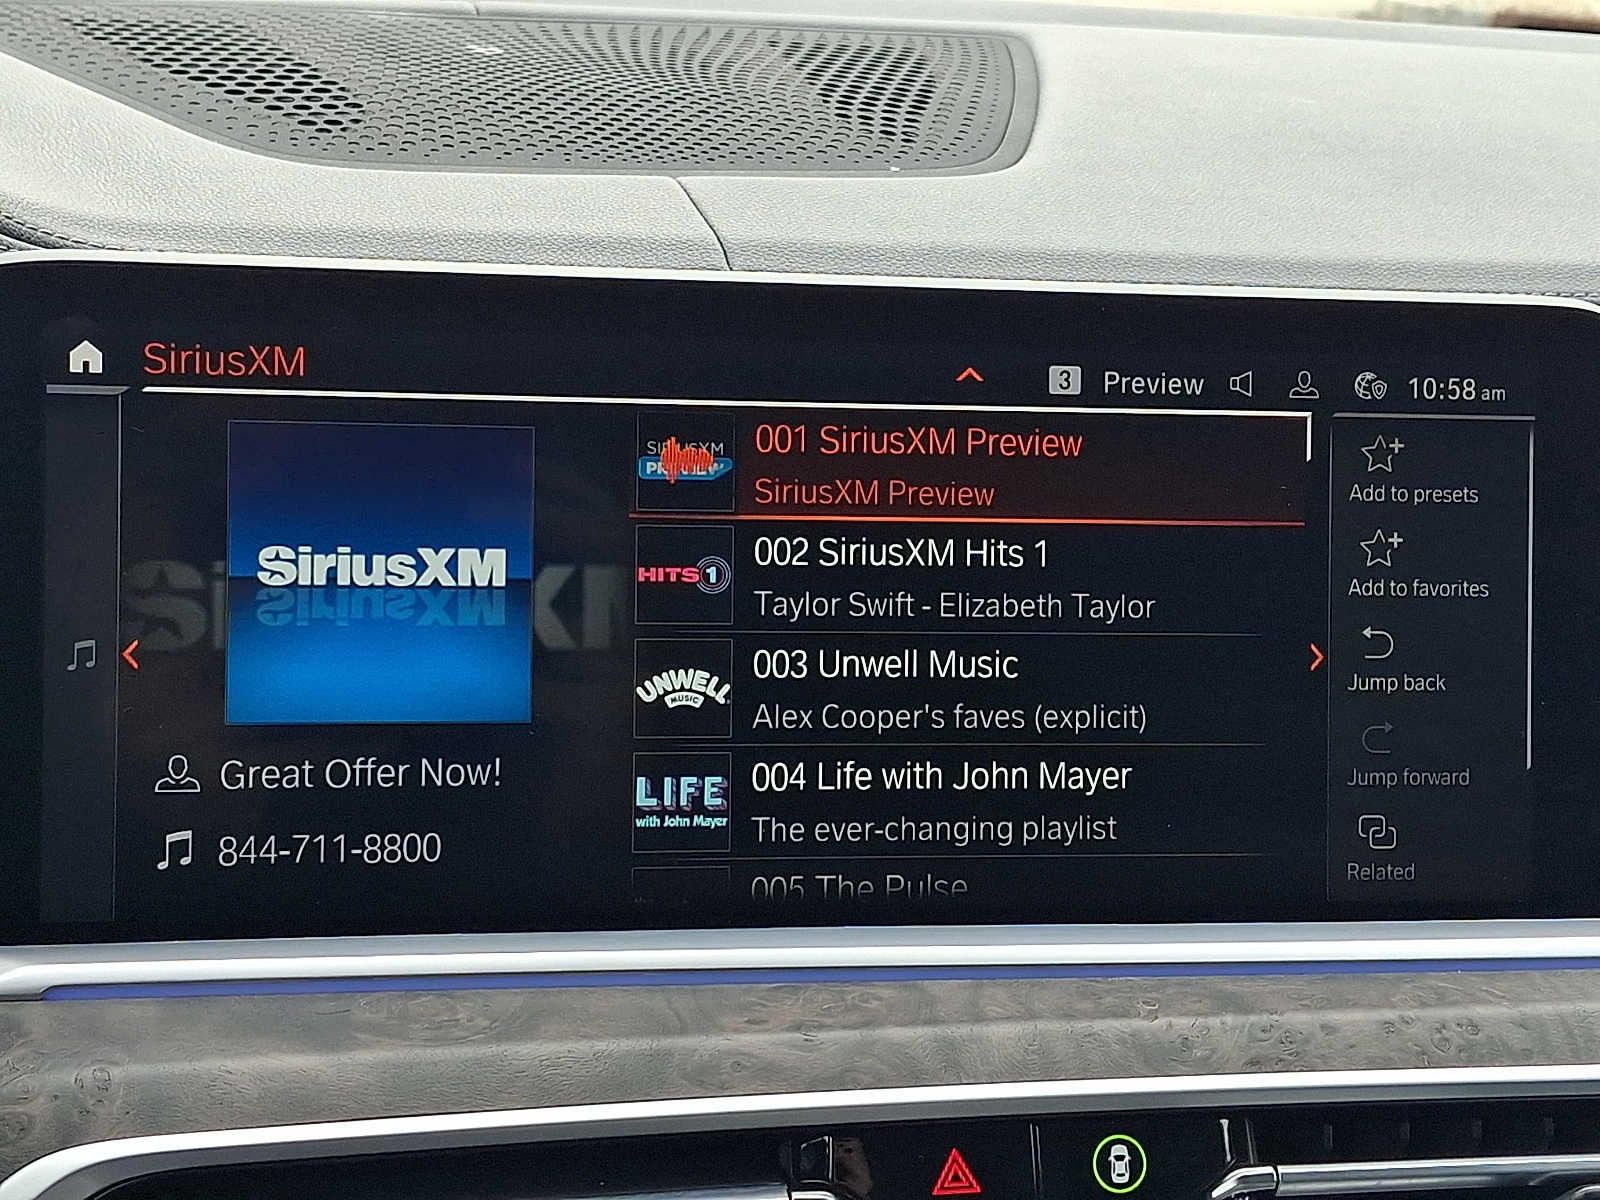 SiriusXM
3 Preview 10:58 am
SiriusXM
Great Offer Now!
844-711-8800
SIRIUSXM
PREVIEW
001 SiriusXM Preview
SiriusXM Preview
HITS 1
002 SiriusXM Hits 1
Taylor Swift - Elizabeth Taylor
UNWELL
MUSIC
003 Unwell Music
Alex Cooper's faves (explicit)
LIFE
with John Mayer
004 Life with John Mayer
The ever-changing playlist
005 The Pulse
Add to presets
Add to favorites
Jump back
Jump forward
Related